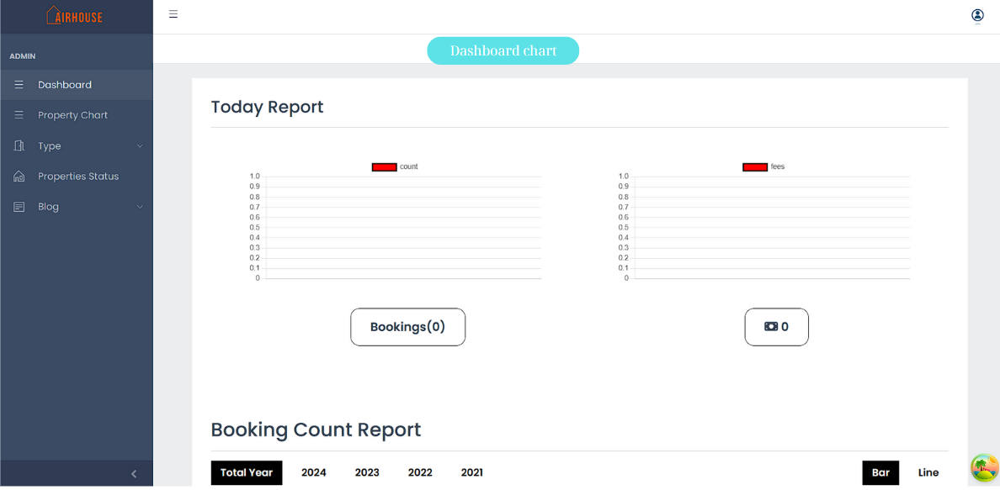 AIRHOUSE
Dashboard chart
ADMIN
Dashboard
Property Chart
Type
Properties Status
Blog
Today Report
count
1.0
0.9
0.8
0.7
0.6
0.5
0.4
0.3
0.2
0.1
0
Bookings(0)
fees
1.0
0.9
0.8
0.7
0.6
0.5
0.4
0.3
0.2
0.1
0
0
Booking Count Report
Total Year 2024 2023 2022 2021 Bar Line